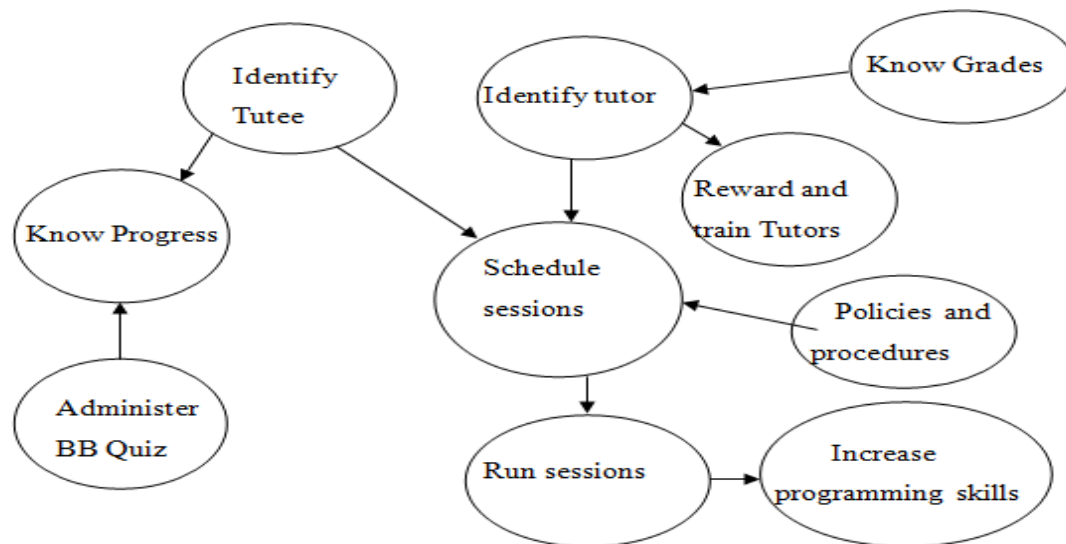 Identify
Tutee
Identify tutor
Know Grades
Reward and
train Tutors
Know Progress
Schedule
sessions
Policies and
procedures
Administer
BB Quiz
Run sessions
Increase
programming skills